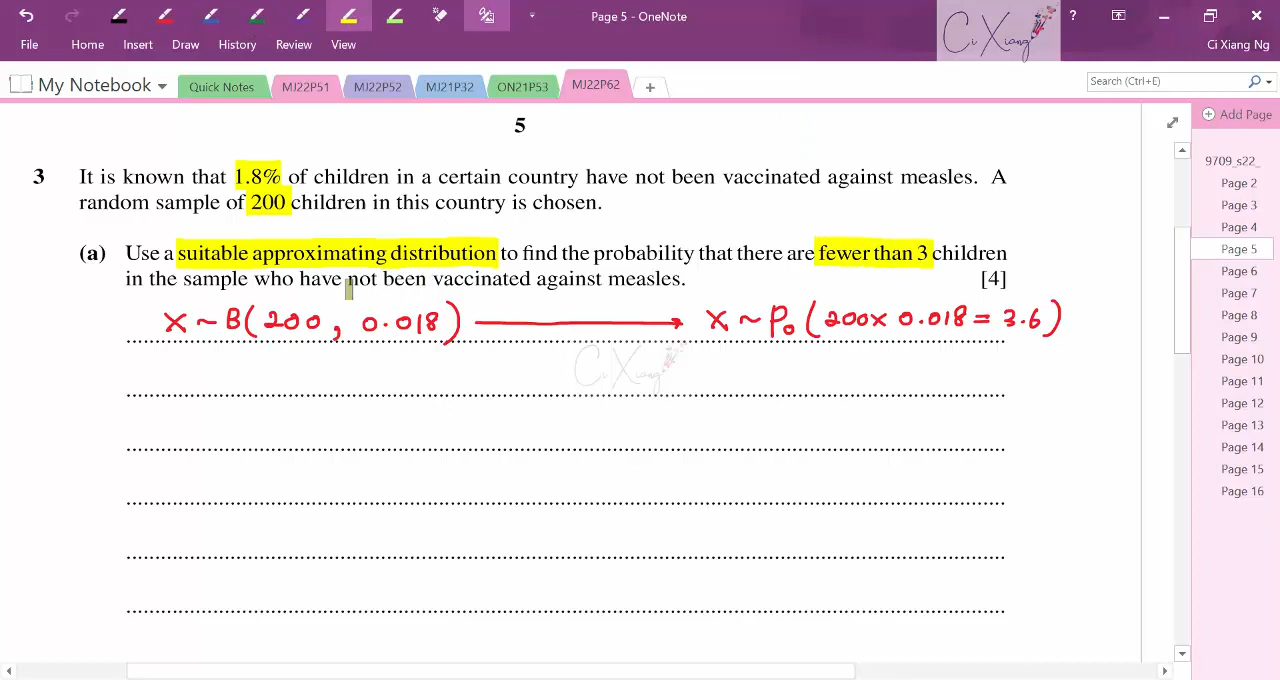 Page 5 - OneNote
Ci Xiang
?
File Home Insert Draw History Review View
Ci Xiang Ng
My Notebook
Quick Notes MJ22P51 MJ22P52 MJ21P32 ON21P53 MJ22P62 +
Search (Ctrl+E)
Add Page
9709_s22_
Page 2
Page 3
Page 4
Page 5
Page 6
Page 7
Page 8
Page 9
Page 10
Page 11
Page 12
Page 13
Page 14
Page 15
Page 16
5
3 It is known that 1.8% of children in a certain country have not been vaccinated against measles. A
random sample of 200 children in this country is chosen.
(a) Use a suitable approximating distribution to find the probability that there are fewer than 3 children
in the sample who have not been vaccinated against measles. [4]
X ~ B(200, 0.018) → X ~ Po(200 x 0.018 = 3.6)
Ci Xiang